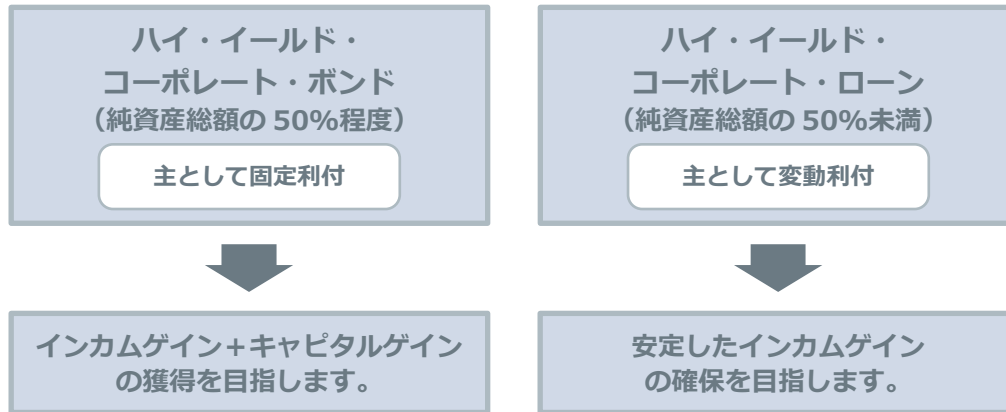 ハイ・イールド・
コーポレート・ボンド
（純資産総額の 50%程度）
主として固定利付
インカムゲイン＋キャピタルゲイン
の獲得を目指します。
ハイ・イールド・
コーポレート・ローン
（純資産総額の 50%未満）
主として変動利付
安定したインカムゲイン
の確保を目指します。